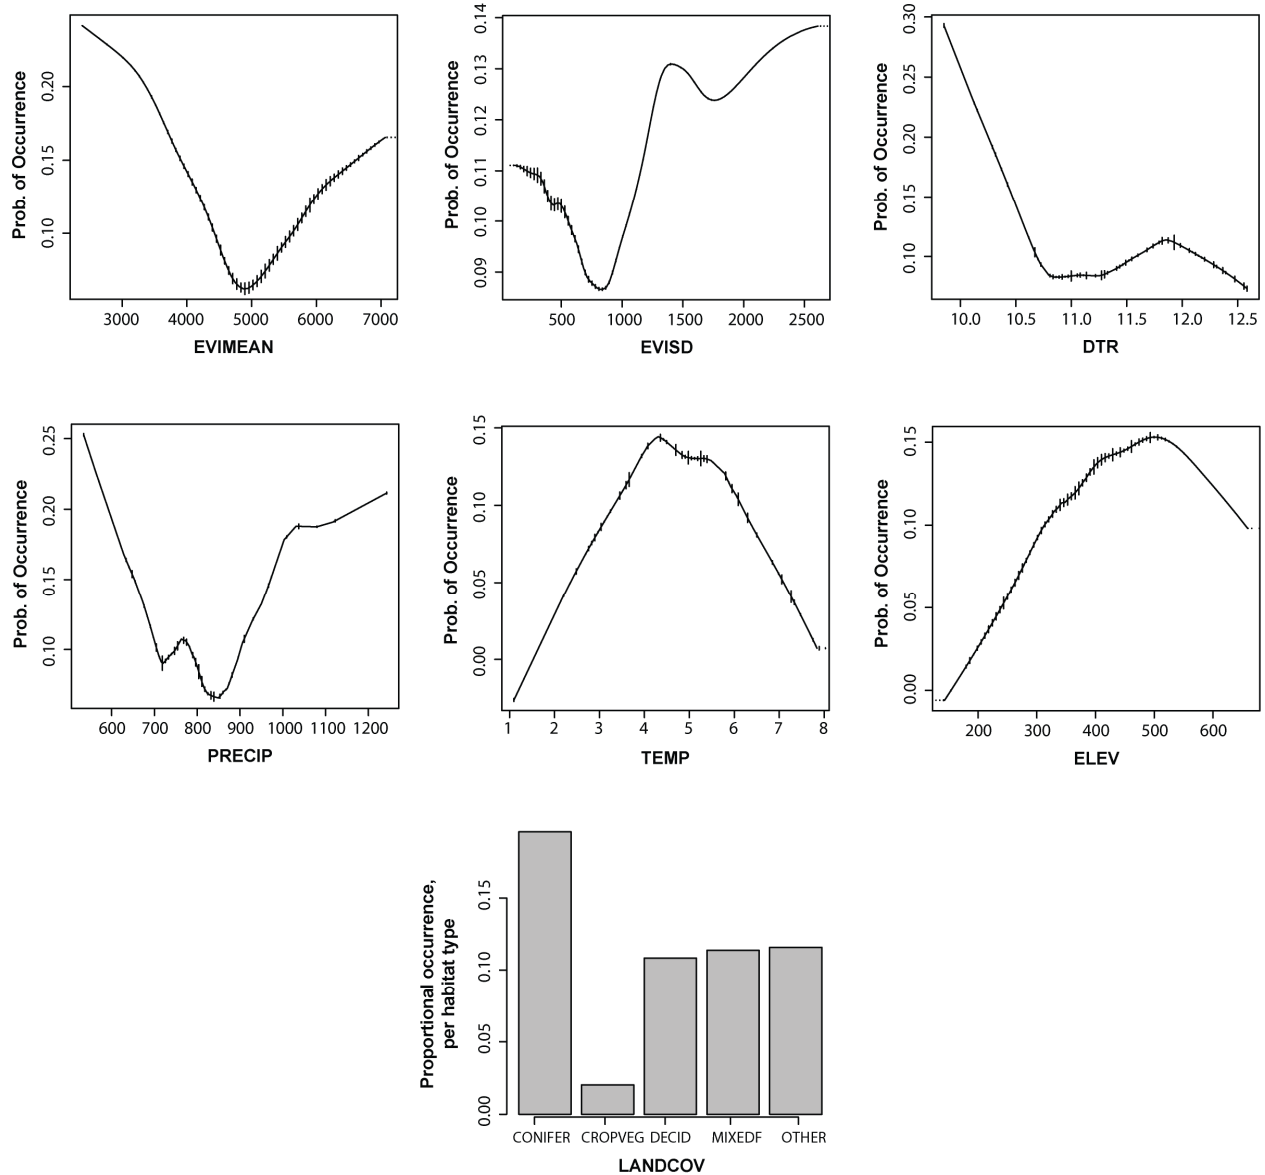 Prob. of Occurrence
0.20
0.15
0.10
3000 4000 5000 6000 7000
EVIMEAN
Prob. of Occurrence
0.14
0.13
0.12
0.11
0.10
0.09
500 1000 1500 2000 2500
EVISD
Prob. of Occurrence
0.30
0.25
0.20
0.15
0.10
10.0 10.5 11.0 11.5 12.0 12.5
DTR
Prob. of Occurrence
0.25
0.20
0.15
0.10
600 700 800 900 1000 1100 1200
PRECIP
Prob. of Occurrence
0.15
0.10
0.05
0.00
1 2 3 4 5 6 7 8
TEMP
Prob. of Occurrence
0.15
0.10
0.05
0.00
200 300 400 500 600
ELEV
Proportional occurrence,
per habitat type
0.15
0.10
0.05
0.00
CONIFER CROPVEG DECID MIXEDF OTHER
LANDCOV